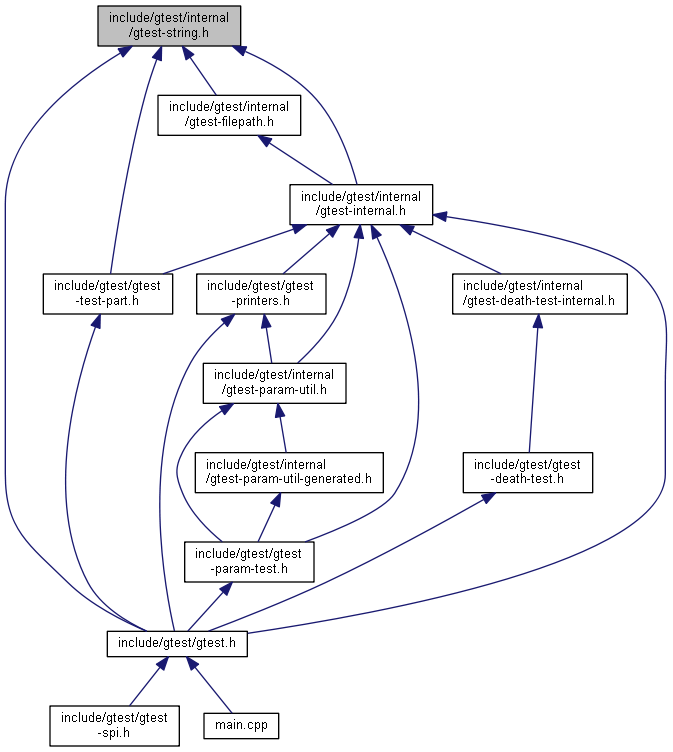 include/gtest/internal
/gtest-string.h
include/gtest/internal
/gtest-filepath.h
include/gtest/internal
/gtest-internal.h
include/gtest/gtest
-test-part.h
include/gtest/gtest
-printers.h
include/gtest/internal
/gtest-death-test-internal.h
include/gtest/internal
/gtest-param-util.h
include/gtest/internal
/gtest-param-util-generated.h
include/gtest/gtest
-death-test.h
include/gtest/gtest
-param-test.h
include/gtest/gtest.h
include/gtest/gtest
-spi.h
main.cpp